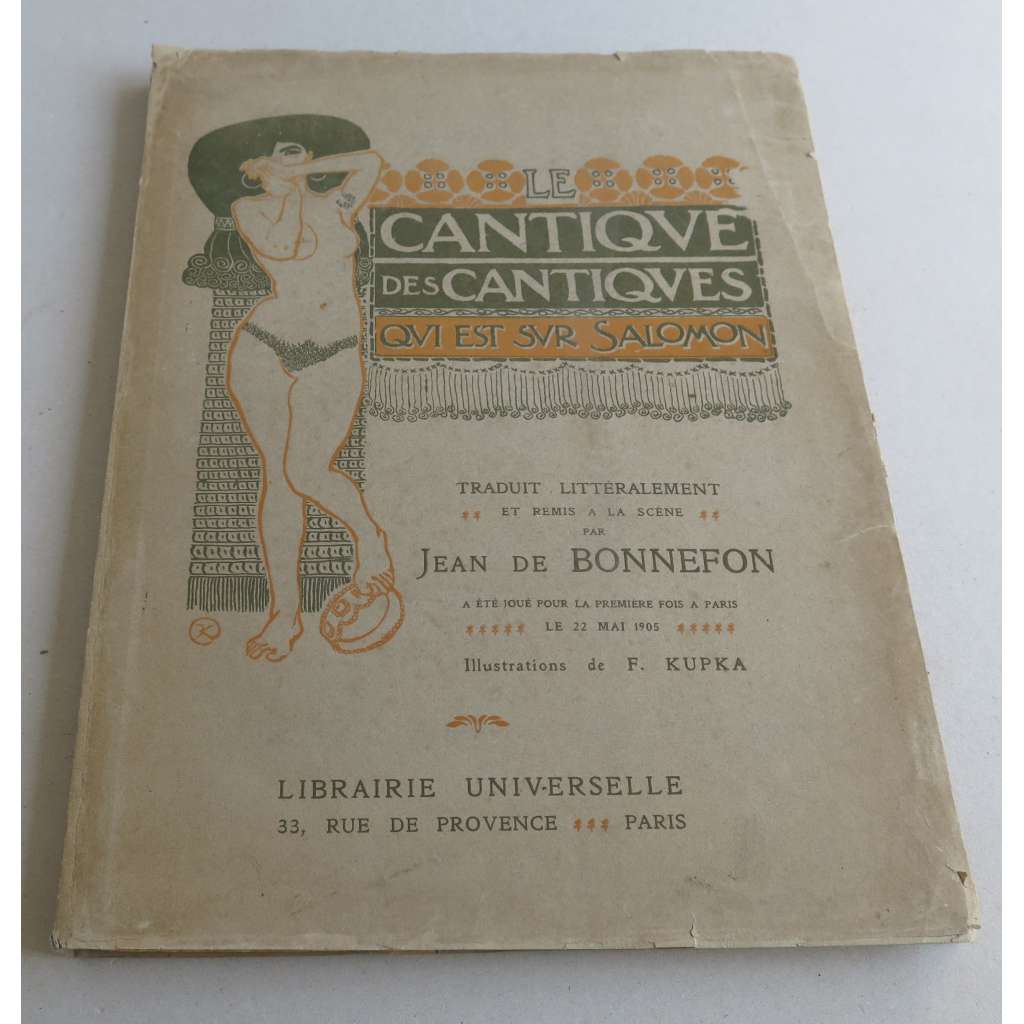 LE
CANTIQVE
DES CANTIQVES
QVI EST SVR SALOMON
TRADUIT LITTÉRALEMENT
ET REMIS A LA SCÈNE
PAR
JEAN DE BONNEFON
A ÉTÉ JOUÉ POUR LA PREMIÈRE FOIS A PARIS
LE 22 MAI 1905
Illustrations de F. KUPKA
LIBRAIRIE UNIV-ERSELLE
33, RUE DE PROVENCE PARIS